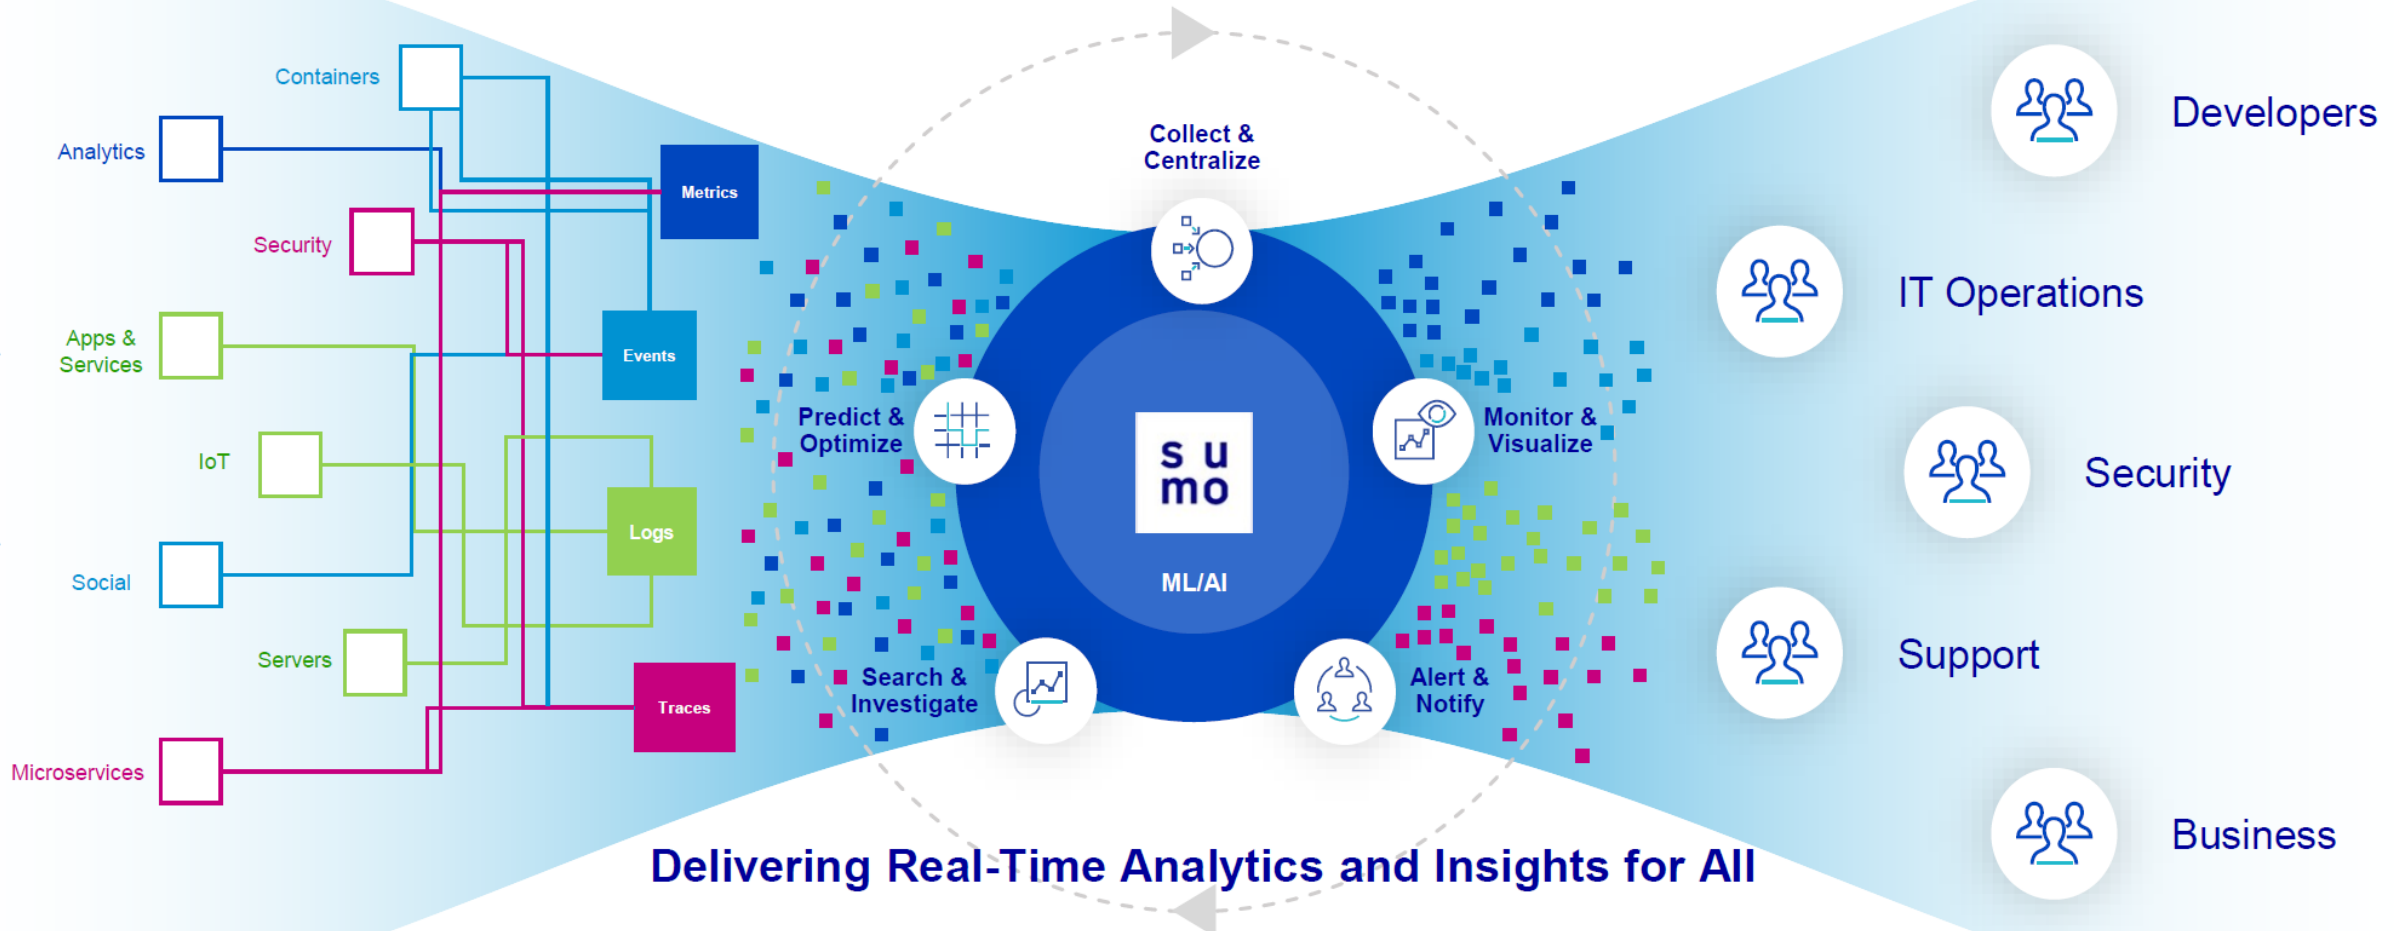 Containers
Analytics
Security
Apps &
Services
IoT
Social
Servers
Microservices
Metrics
Events
Logs
Traces
Collect &
Centralize
Predict &
Optimize
Monitor &
Visualize
Search &
Investigate
Alert &
Notify
su
mo
ML/AI
Developers
IT Operations
Security
Support
Business
Delivering Real-Time Analytics and Insights for All